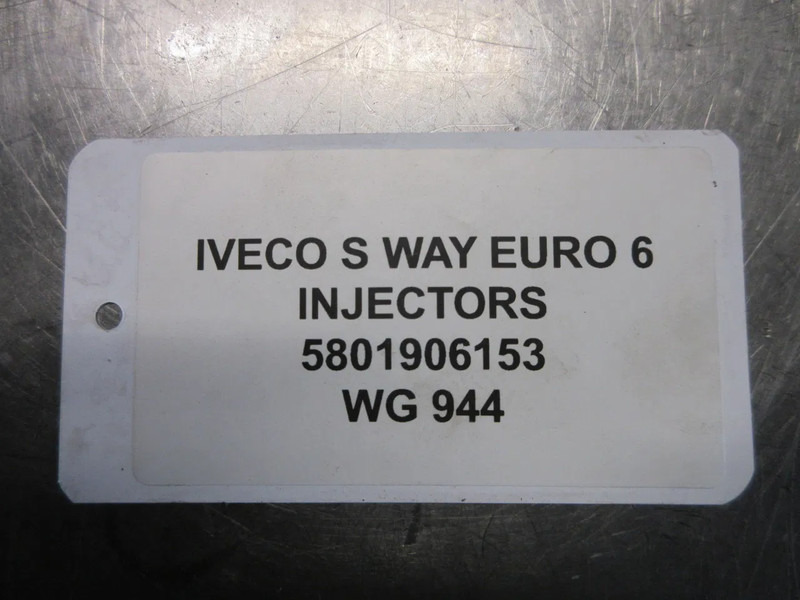 IVECO S WAY EURO 6
INJECTORS
5801906153
WG 944